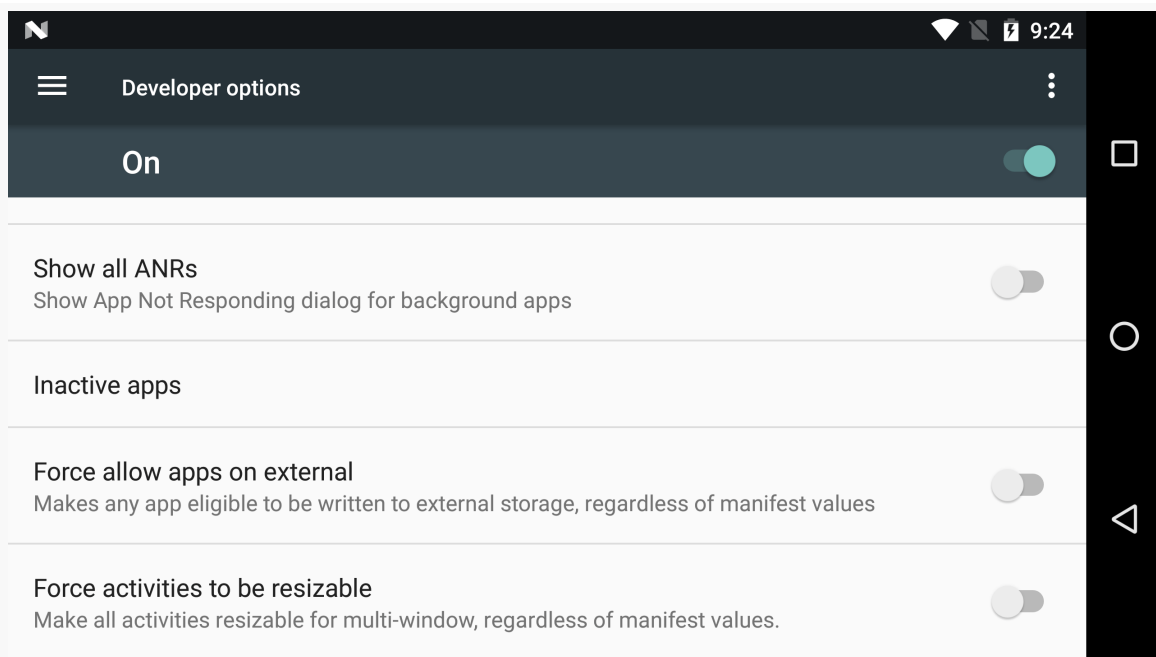 9:24
Developer options
On
Show all ANRs
Show App Not Responding dialog for background apps
Inactive apps
Force allow apps on external
Makes any app eligible to be written to external storage, regardless of manifest values
Force activities to be resizable
Make all activities resizable for multi-window, regardless of manifest values.